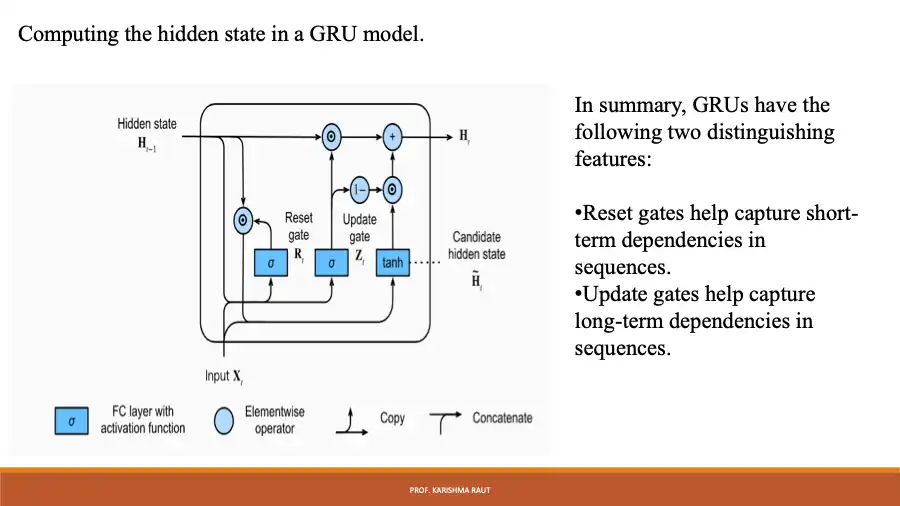 Computing the hidden state in a GRU model.
Hidden state
H_{t-1}
H_t
+
1−
Reset
gate
R_t
Update
gate
Z_t
Candidate
hidden state
H̃_t
σ
σ
tanh
Input X_t
σ
FC layer with
activation function
Elementwise
operator
Copy
Concatenate
In summary, GRUs have the
following two distinguishing
features:
•Reset gates help capture short-
term dependencies in
sequences.
•Update gates help capture
long-term dependencies in
sequences.
PROF. KARISHMA RAUT